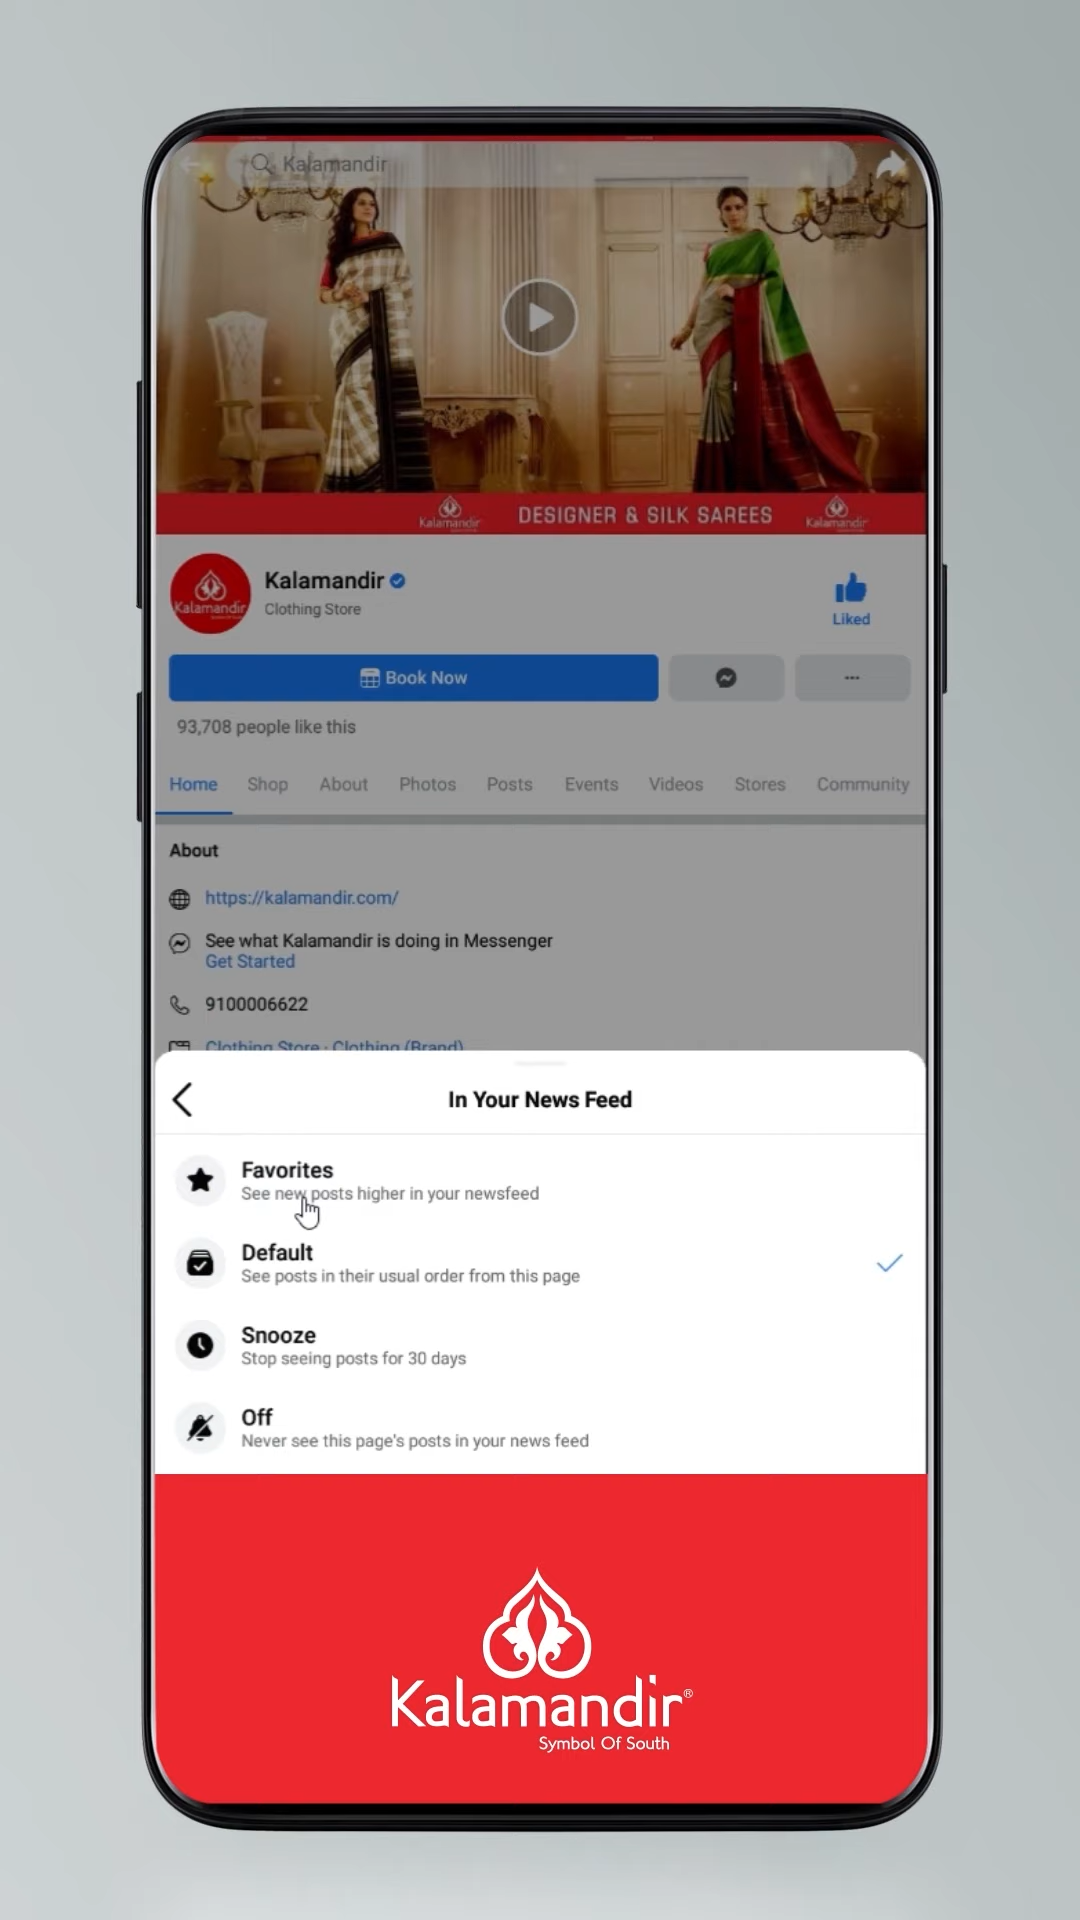 Kalamandir
Kalamandir
DESIGNER & SILK SAREES
Kalamandir
Kalamandir
Kalamandir
Clothing Store
Liked
Book Now
93,708 people like this
Home Shop About Photos Posts Events Videos Stores Community
About
https://kalamandir.com/
See what Kalamandir is doing in Messenger
Get Started
9100006622
Clothing Store · Clothing (Brand)
In Your News Feed
Favorites
See new posts higher in your newsfeed
Default
See posts in their usual order from this page
Snooze
Stop seeing posts for 30 days
Off
Never see this page's posts in your news feed
Kalamandir®
Symbol Of South